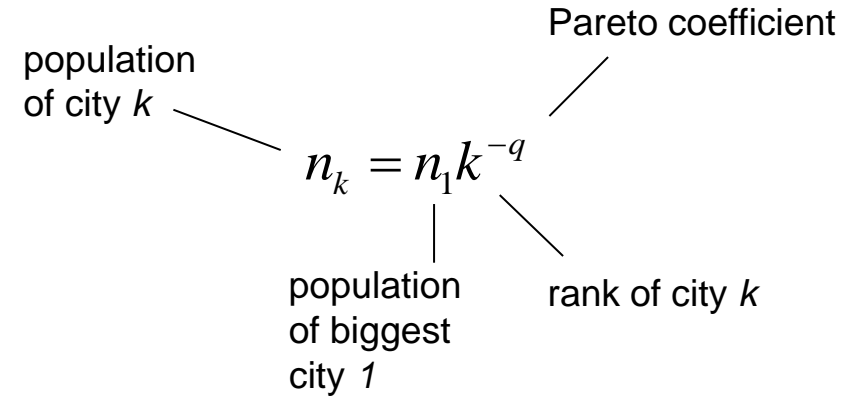 Pareto coefficient
population
of city k
n_k = n_1 k^{-q}
population
of biggest
city 1
rank of city k